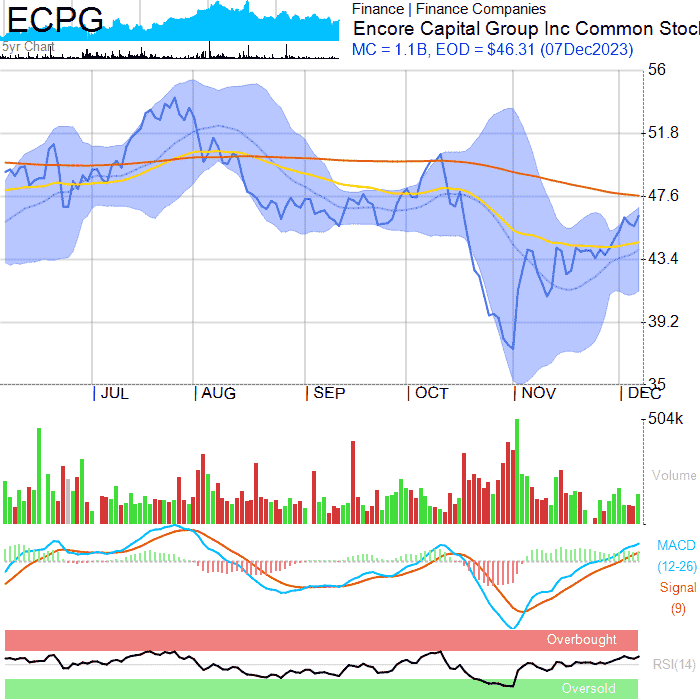 ECPG
5yr Chart
Finance | Finance Companies
Encore Capital Group Inc Common Stoc
MC = 1.1B, EOD = $46.31 (07Dec2023)
56
51.8
47.6
43.4
39.2
35
JUL AUG SEP OCT NOV DEC
504k
Volume
MACD
(12-26)
Signal
(9)
Overbought
RSI(14)
Oversold